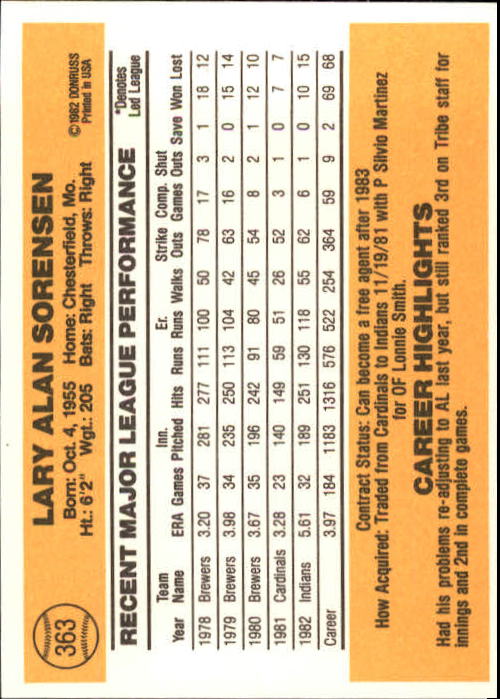 363
LARY ALAN SORENSEN
Born: Oct. 4, 1955 Home: Chesterfield, Mo.
Ht.: 6'2" Wgt.: 205 Bats: Right Throws: Right
©1982 DONRUSS
Printed in USA
RECENT MAJOR LEAGUE PERFORMANCE
*Denotes
Led League
Team Inn. Er. Strike Comp. Shut
Year Name ERA Games Pitched Hits Runs Runs Walks Outs Games Outs Save Won Lost
1978 Brewers 3.20 37 281 277 111 100 50 78 17 3 1 18 12
1979 Brewers 3.98 34 235 250 113 104 42 63 16 2 0 15 14
1980 Brewers 3.67 35 196 242 91 80 45 54 8 2 1 12 10
1981 Cardinals 3.28 23 140 149 59 51 26 52 3 1 0 7 7
1982 Indians 5.61 32 189 251 130 118 55 62 6 1 0 10 15
Career 3.97 184 1183 1316 576 522 254 364 59 9 2 69 68
Contract Status: Can become a free agent after 1983
How Acquired: Traded from Cardinals to Indians 11/19/81 with P Silvio Martinez
for OF Lonnie Smith.
CAREER HIGHLIGHTS
Had his problems re-adjusting to AL last year, but still ranked 3rd on Tribe staff for
innings and 2nd in complete games.